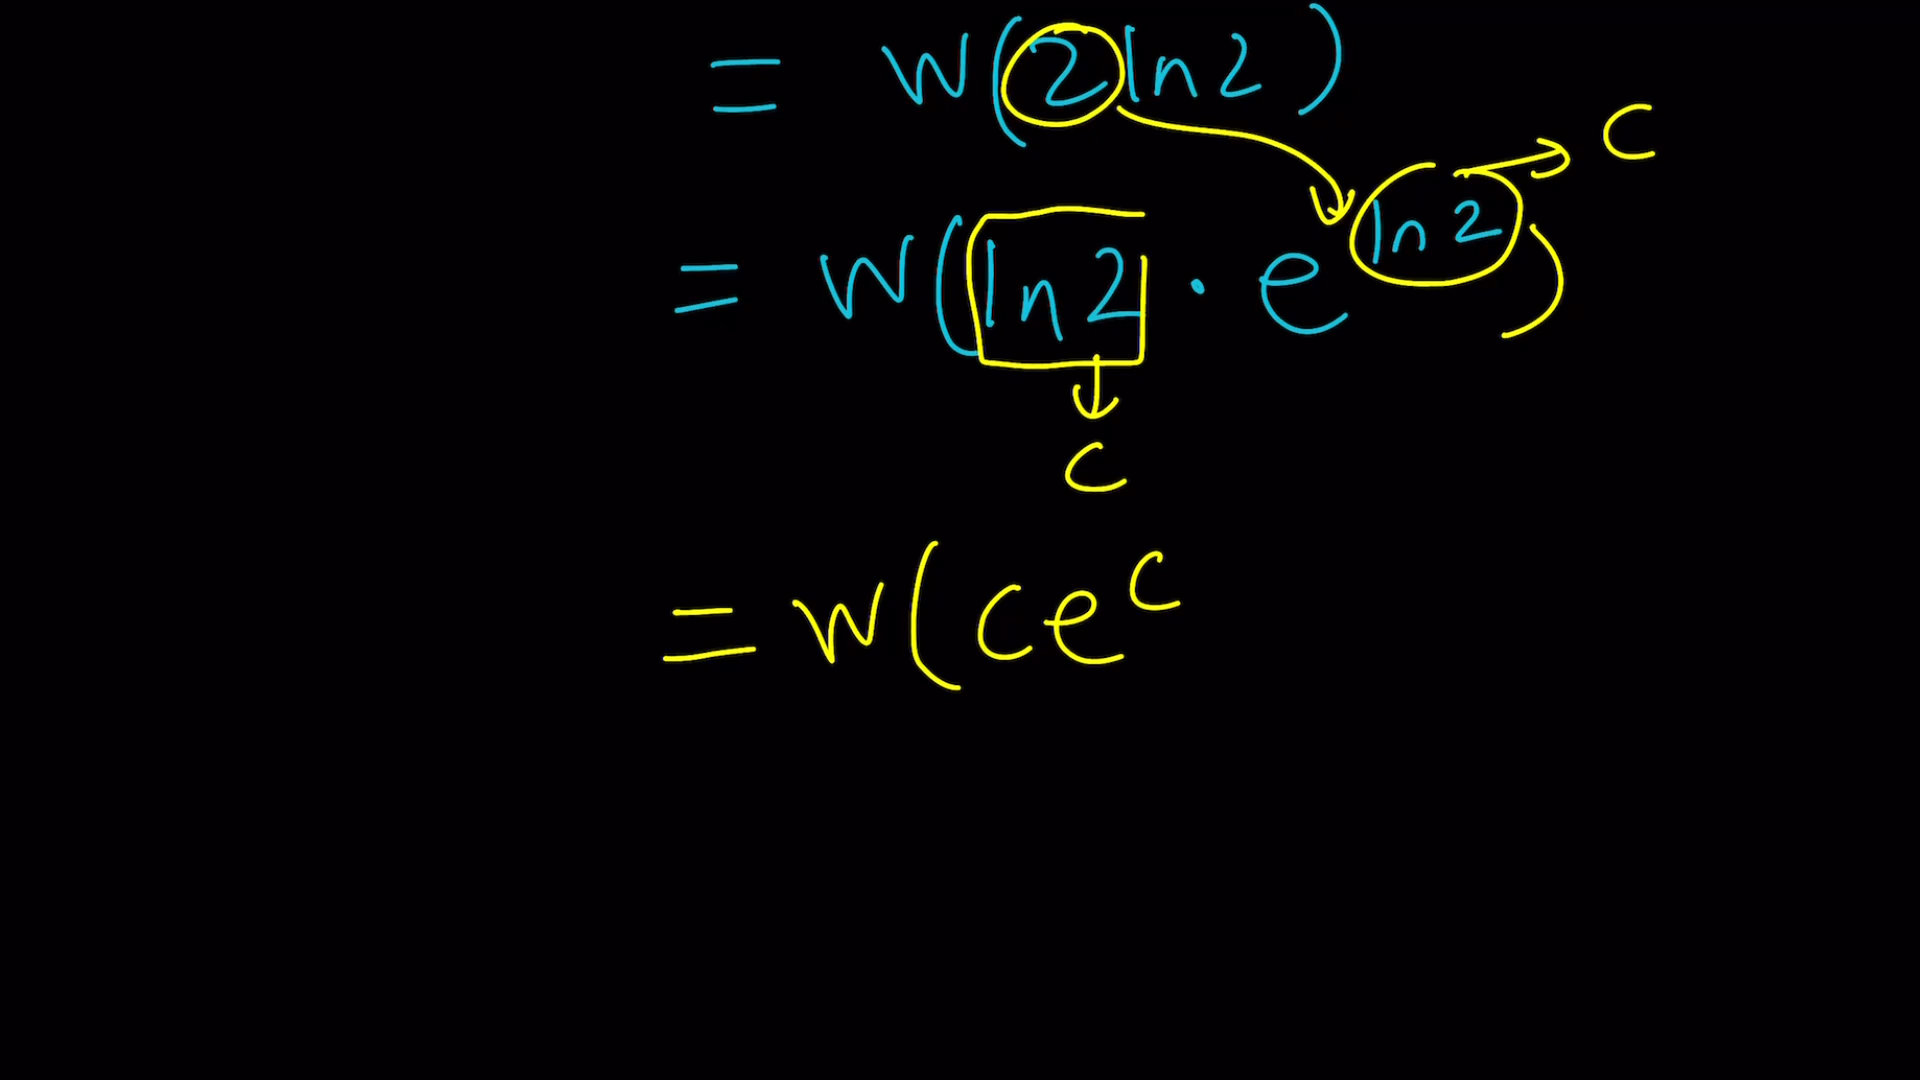 = W(2ln2)
c
= W(ln2 · e^ln2)
c
= W(ce^c